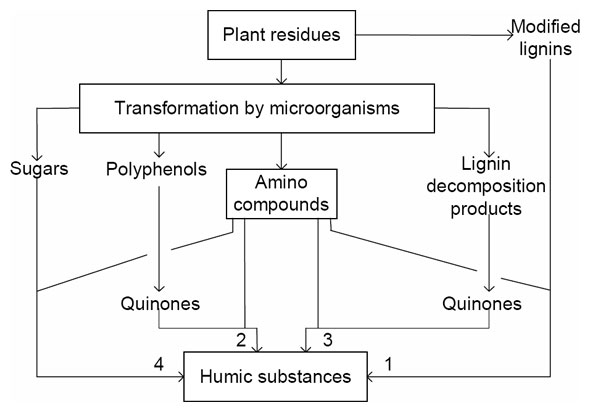 Plant residues
Modified
lignins
Transformation by microorganisms
Sugars
Polyphenols
Amino
compounds
Lignin
decomposition
products
Quinones
Quinones
2
3
4
Humic substances
1